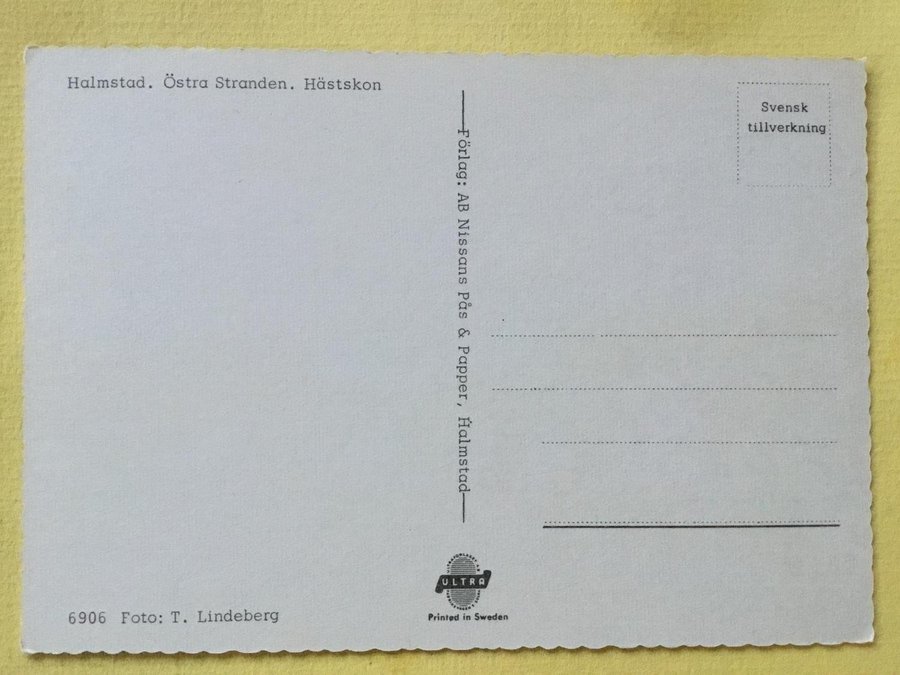 Halmstad. Östra Stranden. Hästskon
Svensk
tillverkning
Förlag: AB Nissans Pås & Papper, Halmstad
ULTRA
Printed in Sweden
6906 Foto: T. Lindeberg